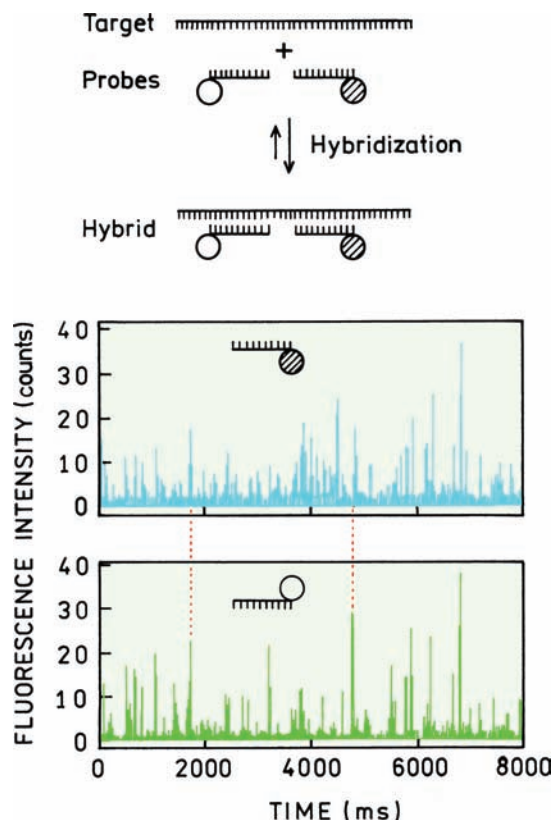 Target
+
Probes
Hybridization
Hybrid
FLUORESCENCE INTENSITY (counts)
40
30
20
10
0
40
30
20
10
0
0 2000 4000 6000 8000
TIME (ms)